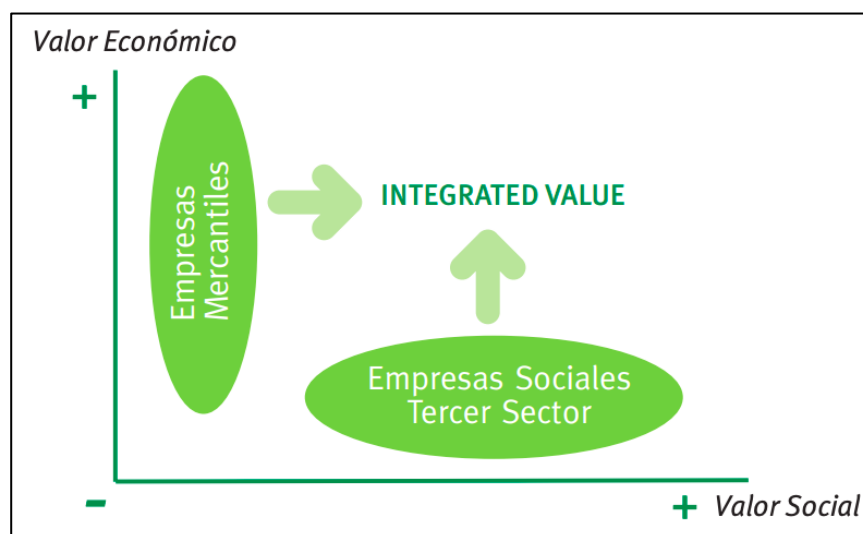 Valor Económico
+
Empresas
Mercantiles
INTEGRATED VALUE
Empresas Sociales
Tercer Sector
-
+ Valor Social